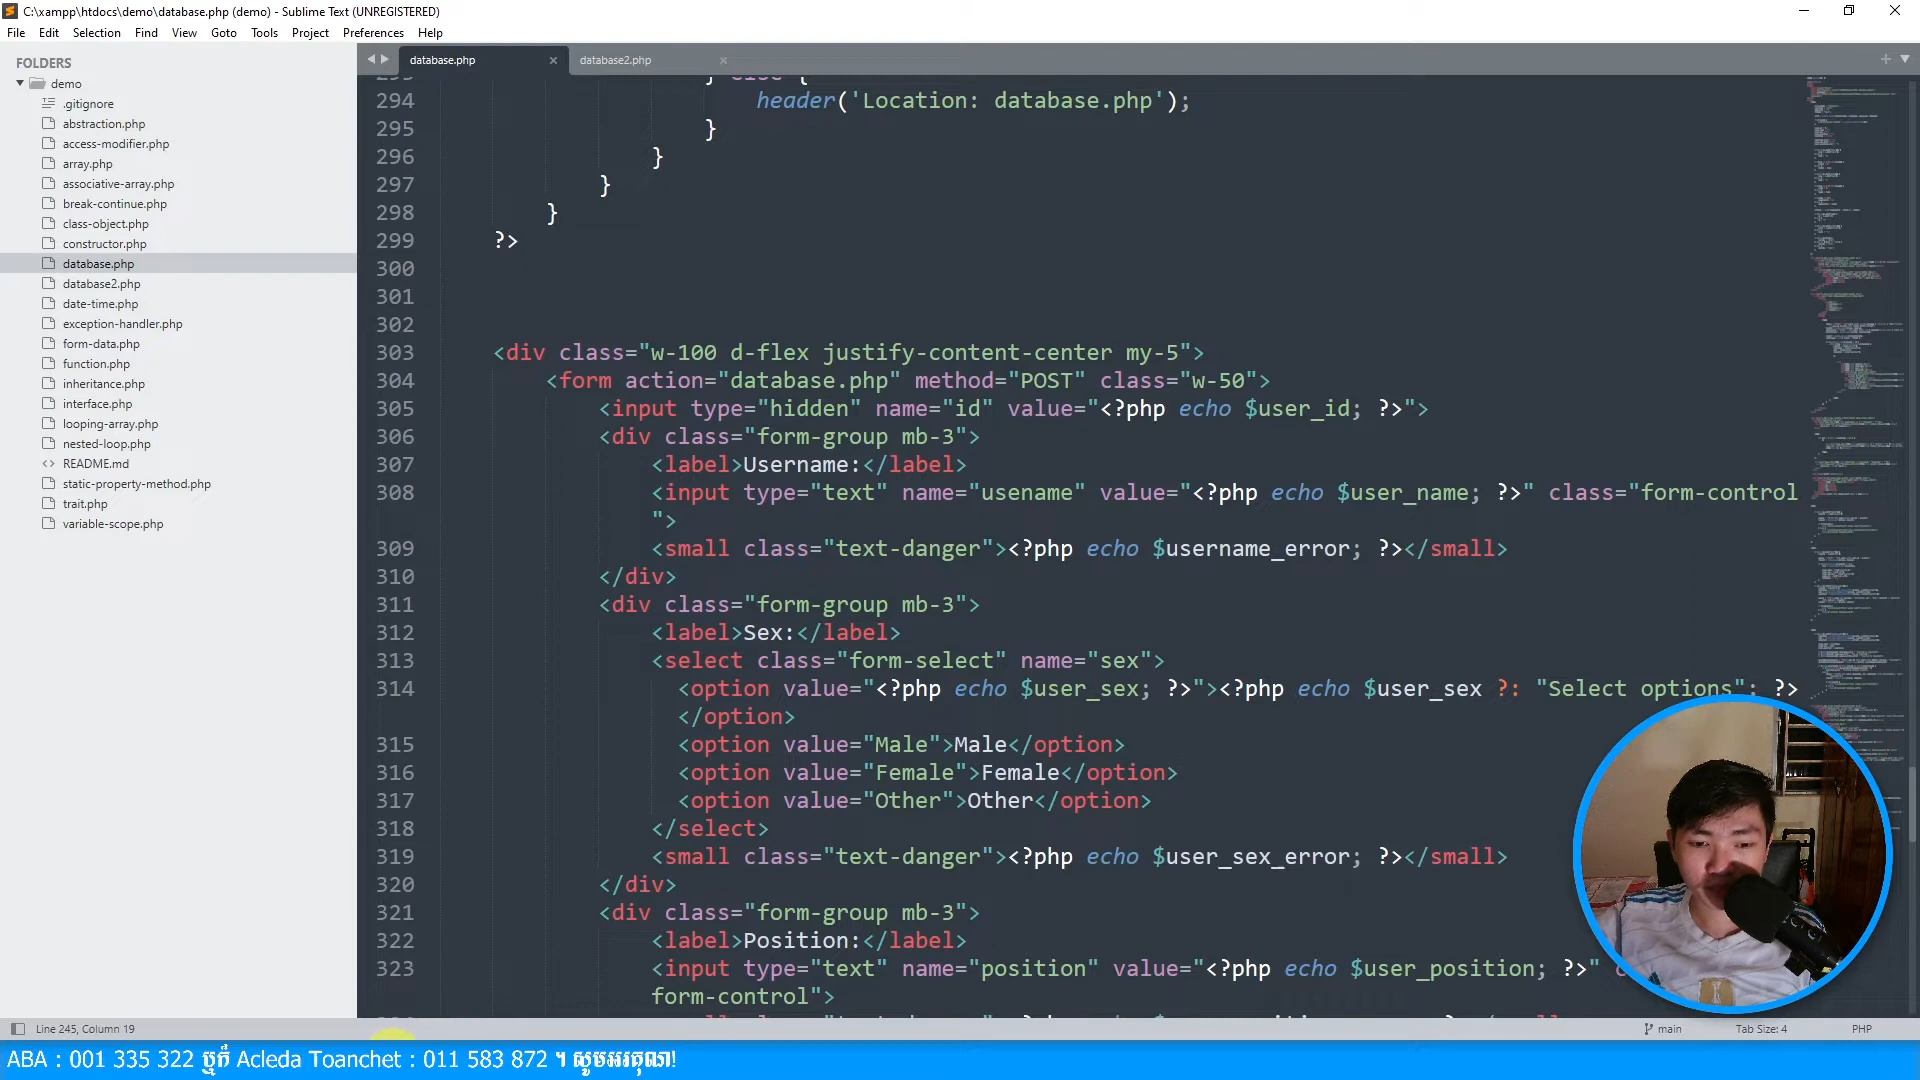 C:\xampp\htdocs\demo\database.php (demo) - Sublime Text (UNREGISTERED)
File Edit Selection Find View Goto Tools Project Preferences Help
FOLDERS
demo
.gitignore
abstraction.php
access-modifier.php
array.php
associative-array.php
break-continue.php
class-object.php
constructor.php
database.php
database2.php
date-time.php
exception-handler.php
form-data.php
function.php
inheritance.php
interface.php
looping-array.php
nested-loop.php
README.md
static-property-method.php
trait.php
variable-scope.php
database.php database2.php
293 } else {
294 header('Location: database.php');
295 }
296 }
297 }
298 }
299 ?>
300
301
302
303 <div class="w-100 d-flex justify-content-center my-5">
304 <form action="database.php" method="POST" class="w-50">
305 <input type="hidden" name="id" value="<?php echo $user_id; ?>">
306 <div class="form-group mb-3">
307 <label>Username:</label>
308 <input type="text" name="usename" value="<?php echo $user_name; ?>" class="form-control
">
309 <small class="text-danger"><?php echo $username_error; ?></small>
310 </div>
311 <div class="form-group mb-3">
312 <label>Sex:</label>
313 <select class="form-select" name="sex">
314 <option value="<?php echo $user_sex; ?>"><?php echo $user_sex ?: "Select options"; ?>
</option>
315 <option value="Male">Male</option>
316 <option value="Female">Female</option>
317 <option value="Other">Other</option>
318 </select>
319 <small class="text-danger"><?php echo $user_sex_error; ?></small>
320 </div>
321 <div class="form-group mb-3">
322 <label>Position:</label>
323 <input type="text" name="position" value="<?php echo $user_position; ?>"
form-control">
Line 245, Column 19 main Tab Size: 4 PHP
ABA : 001 335 322 ឬក៏ Acleda Toanchet : 011 583 872 ។ សូមអរគុណ!